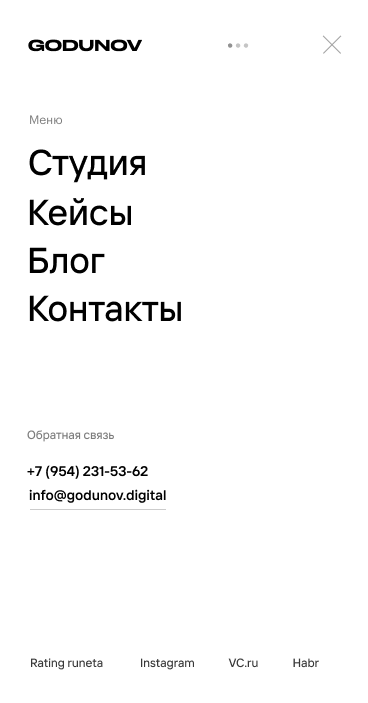 GODUNOV
Меню
Студия
Кейсы
Блог
Контакты
Обратная связь
+7 (954) 231-53-62
info@godunov.digital
Rating runeta Instagram VC.ru Habr